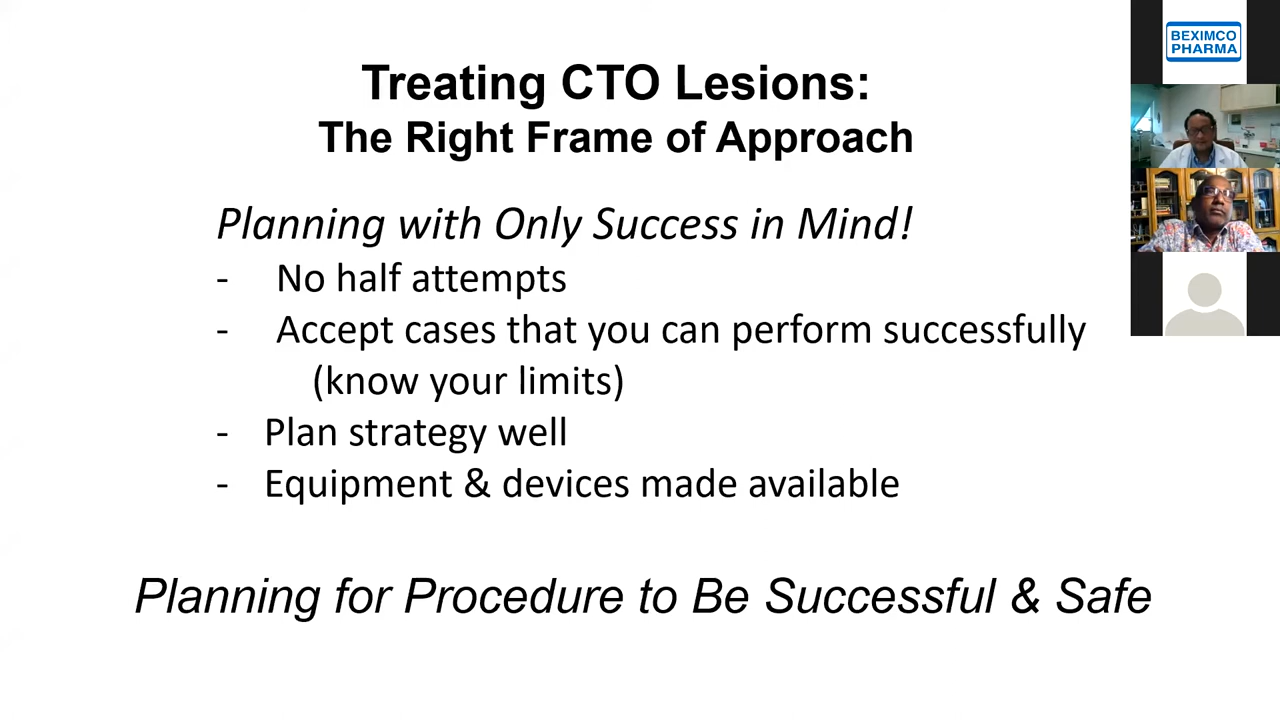 Treating CTO Lesions:
The Right Frame of Approach
Planning with Only Success in Mind!
- No half attempts
- Accept cases that you can perform successfully
(know your limits)
- Plan strategy well
- Equipment & devices made available
Planning for Procedure to Be Successful & Safe
BEXIMCO
PHARMA